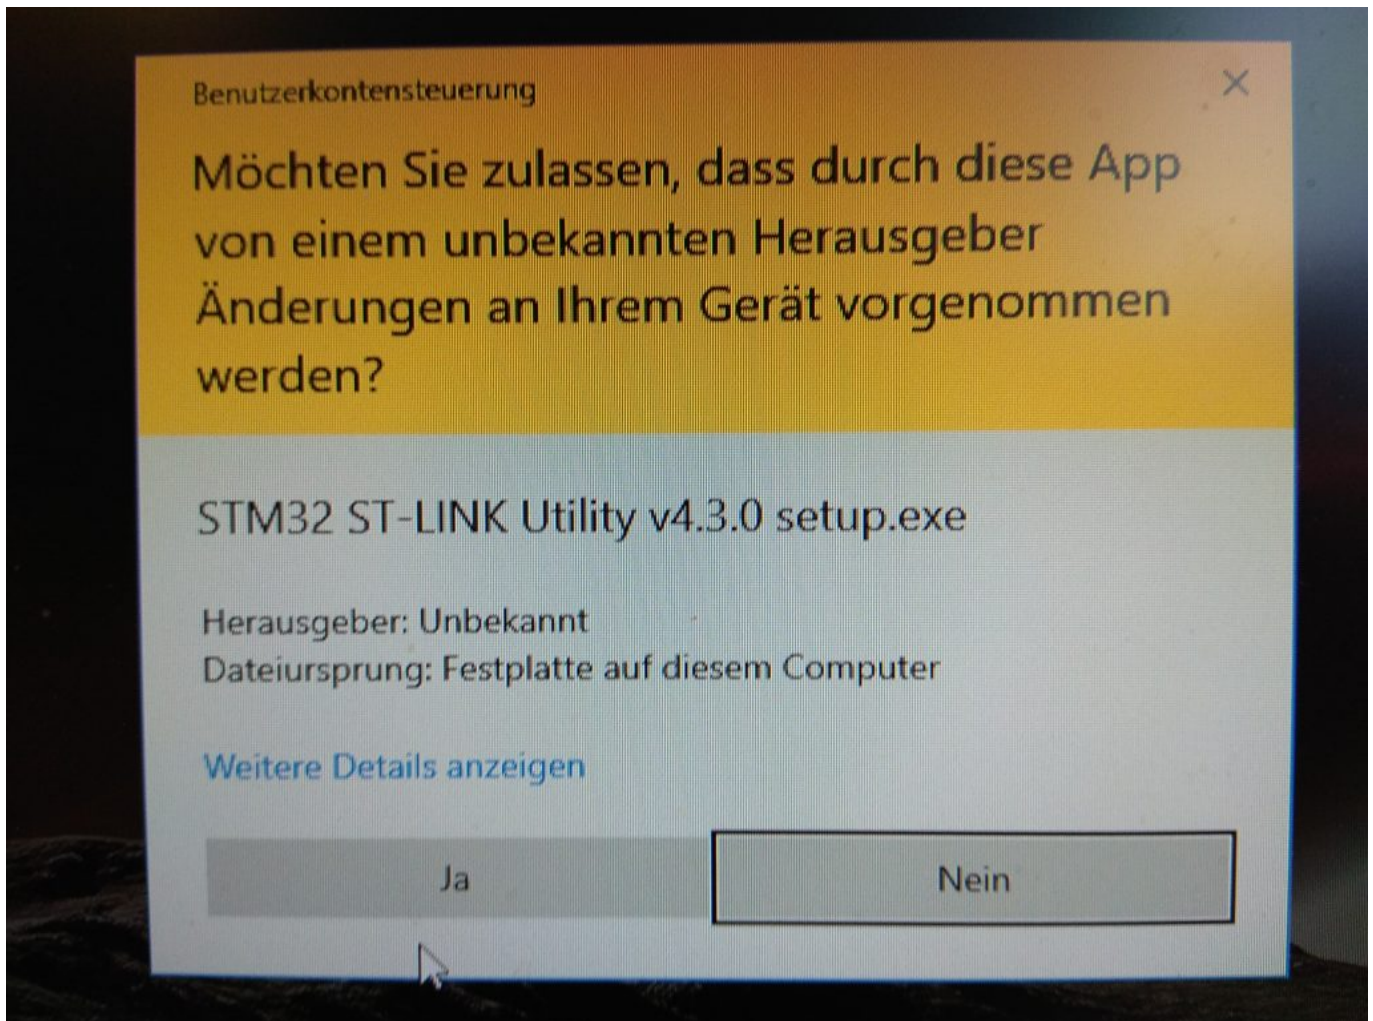 Benutzerkontensteuerung
Möchten Sie zulassen, dass durch diese App
von einem unbekannten Herausgeber
Änderungen an Ihrem Gerät vorgenommen
werden?
STM32 ST-LINK Utility v4.3.0 setup.exe
Herausgeber: Unbekannt
Dateiursprung: Festplatte auf diesem Computer
Weitere Details anzeigen
Ja
Nein